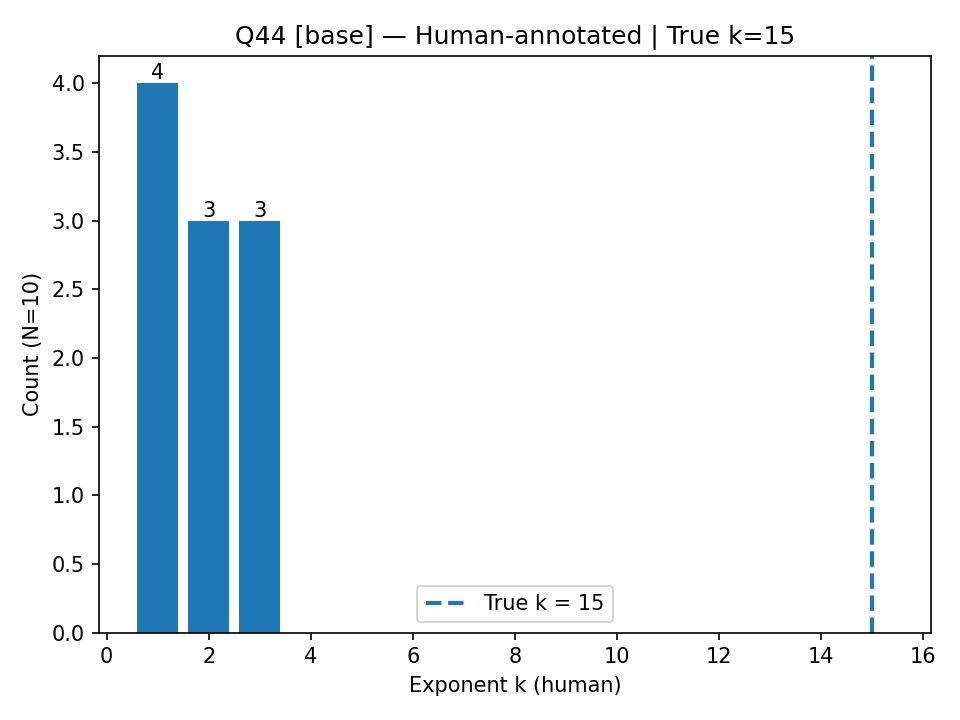 Q44 [base] — Human-annotated | True k=15
4
3 3
4.0
3.5
3.0
2.5
2.0
1.5
1.0
0.5
0.0
Count (N=10)
True k = 15
0 2 4 6 8 10 12 14 16
Exponent k (human)